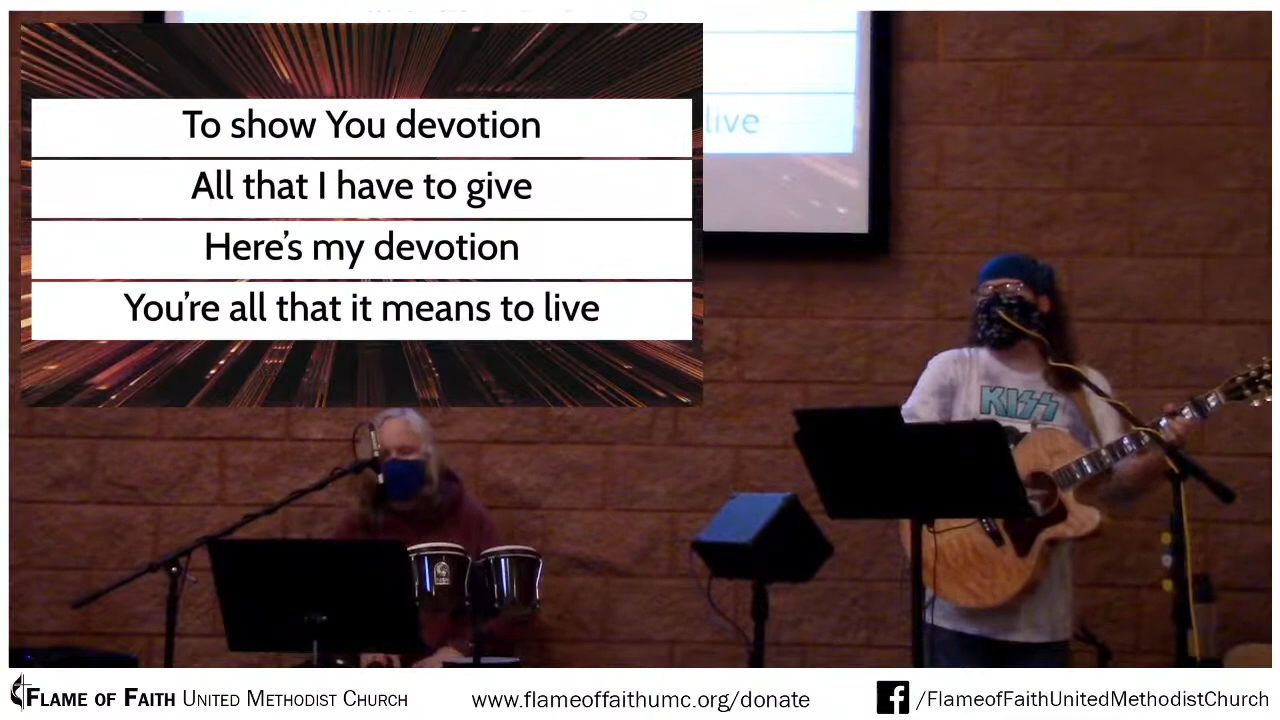 To show You devotion
All that I have to give
Here's my devotion
You're all that it means to live
live
KISS
FLAME OF FAITH UNITED METHODIST CHURCH
www.flameoffaithumc.org/donate
/FlameofFaithUnitedMethodistChurch